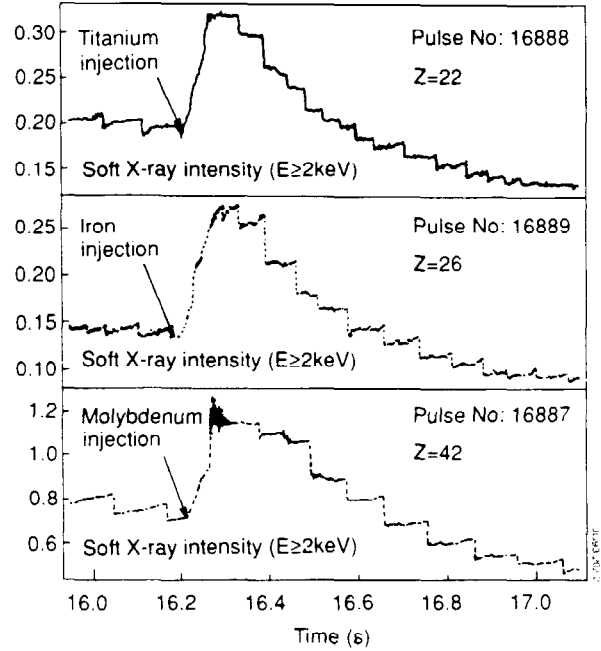 0.30
0.25
0.20
0.15
Titanium
injection
Pulse No: 16888
Z=22
Soft X-ray intensity (E≥2keV)
0.25
0.15
0.10
Iron
injection
Pulse No: 16889
Z=26
Soft X-ray intensity (E≥2keV)
1.2
1.0
0.8
0.6
Molybdenum
injection
Pulse No: 16887
Z=42
Soft X-ray intensity (E≥2keV)
16.0 16.2 16.4 16.6 16.8 17.0
Time (s)